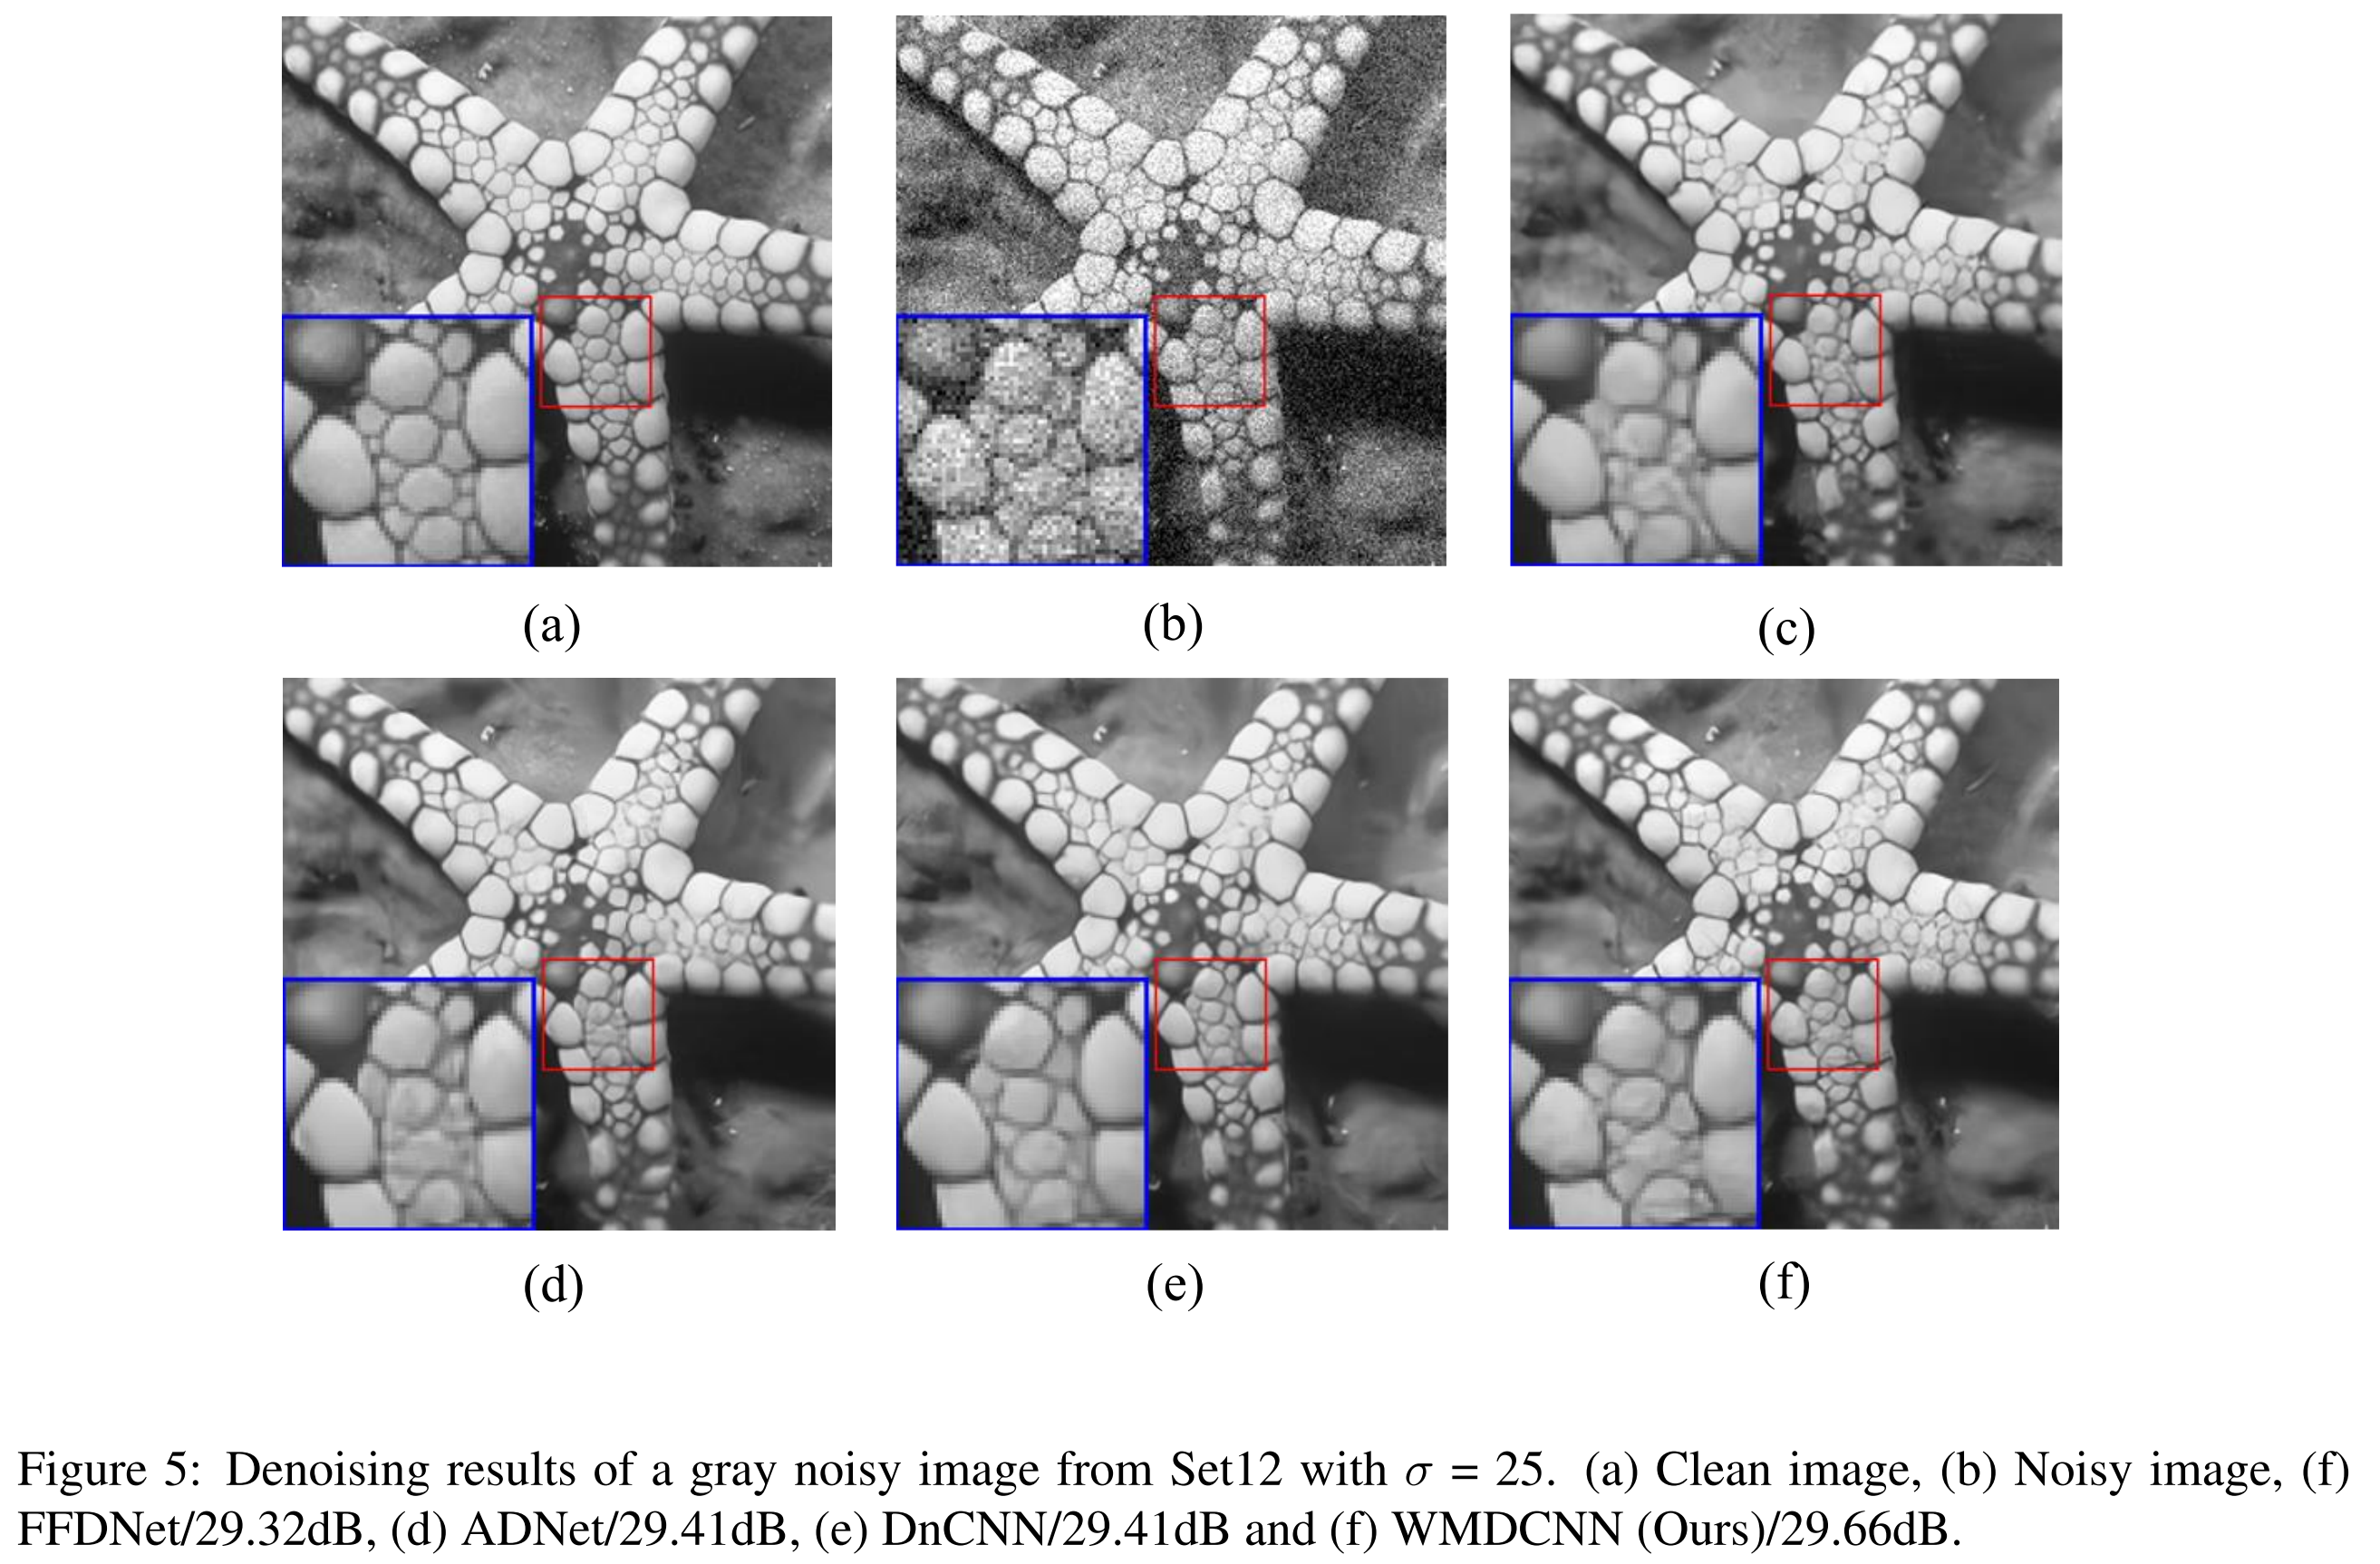 (a) (b) (c)
(d) (e) (f)
Figure 5: Denoising results of a gray noisy image from Set12 with σ = 25. (a) Clean image, (b) Noisy image, (f)
FFDNet/29.32dB, (d) ADNet/29.41dB, (e) DnCNN/29.41dB and (f) WMDCNN (Ours)/29.66dB.